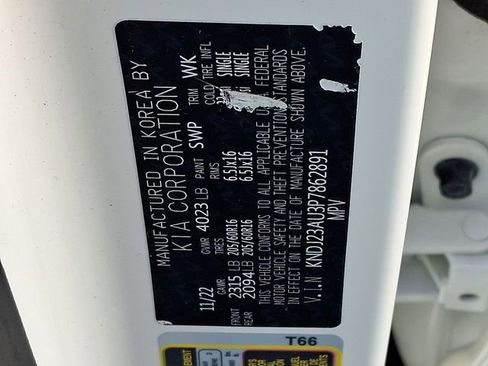 MANUFACTURED IN KOREA BY
KIA CORPORATION
11/22 GVWR 4023 LB PAINT SWP TRIM WK
GAWR TIRES RIMS COLD TIRE INFL
FRONT 2315 LB 205/60R16 6.5Jx16 SINGLE
REAR 2094 LB 205/60R16 6.5Jx16 SINGLE
THIS VEHICLE CONFORMS TO ALL APPLICABLE FEDERAL
MOTOR VEHICLE SAFETY AND THEFT PREVENTION STANDARDS
IN EFFECT ON THE DATE OF MANUFACTURE SHOWN ABOVE.
V.I.N KNDJ23AU3P7862891
MPV
T66